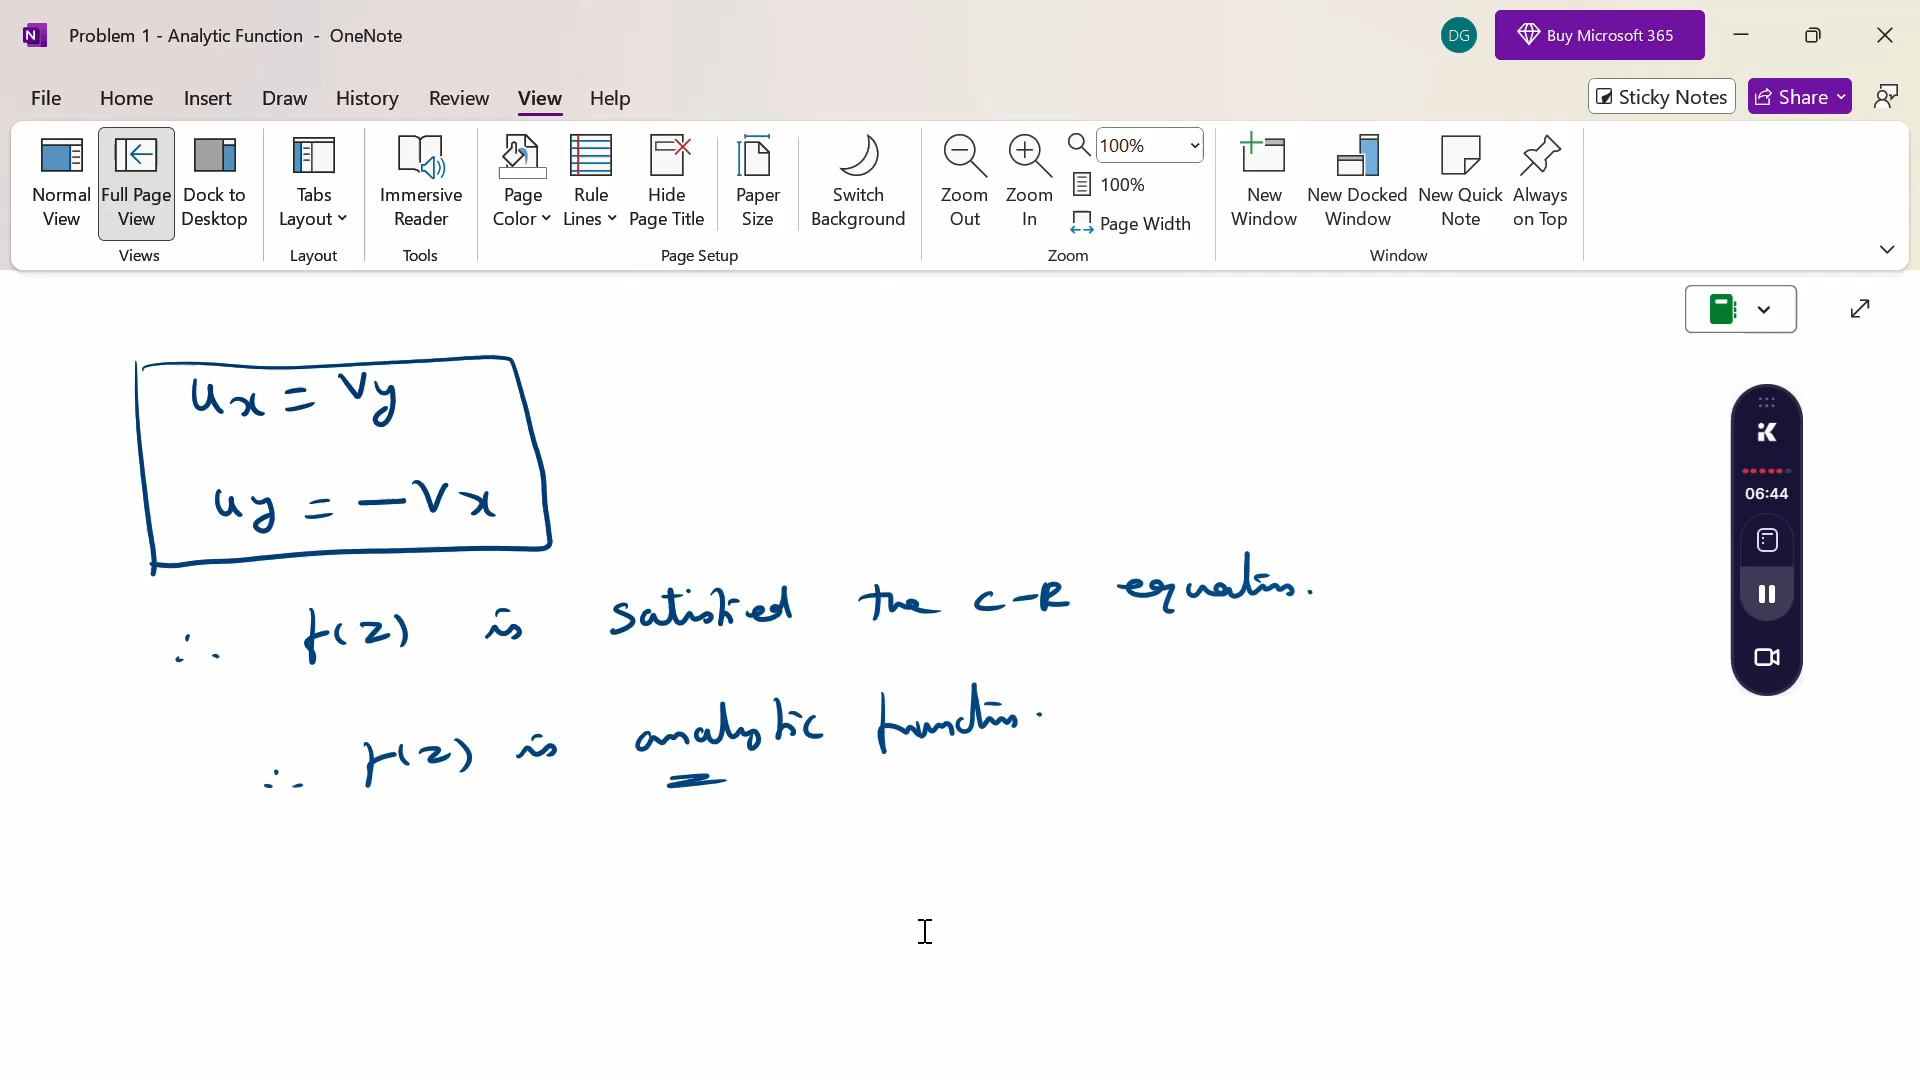 Problem 1 - Analytic Function - OneNote
DG
Buy Microsoft 365
File Home Insert Draw History Review View Help
Sticky Notes
Share
Normal View
Full Page View
Dock to Desktop
Tabs Layout
Immersive Reader
Page Color
Rule Lines
Hide Page Title
Paper Size
Switch Background
Zoom Out
Zoom In
100%
100%
Page Width
New Window
New Docked Window
New Quick Note
Always on Top
Views Layout Tools Page Setup Zoom Window
06:44
ux = vy
uy = -vx
∴ f(z) is satisfied the C-R equations.
∴ f(z) is analytic function.